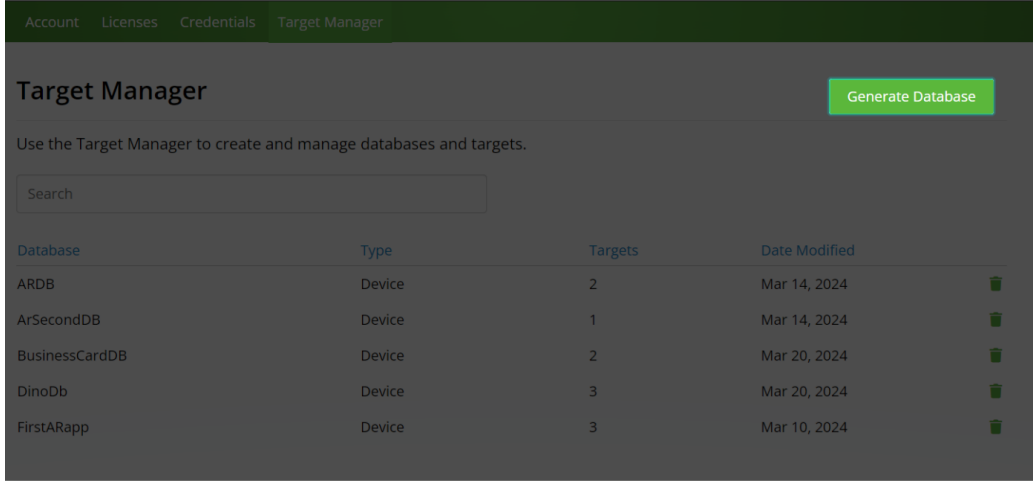 Account Licenses Credentials Target Manager
Target Manager
Generate Database
Use the Target Manager to create and manage databases and targets.
Search
Database Type Targets Date Modified
ARDB Device 2 Mar 14, 2024
ArSecondDB Device 1 Mar 14, 2024
BusinessCardDB Device 2 Mar 20, 2024
DinoDb Device 3 Mar 20, 2024
FirstARapp Device 3 Mar 10, 2024